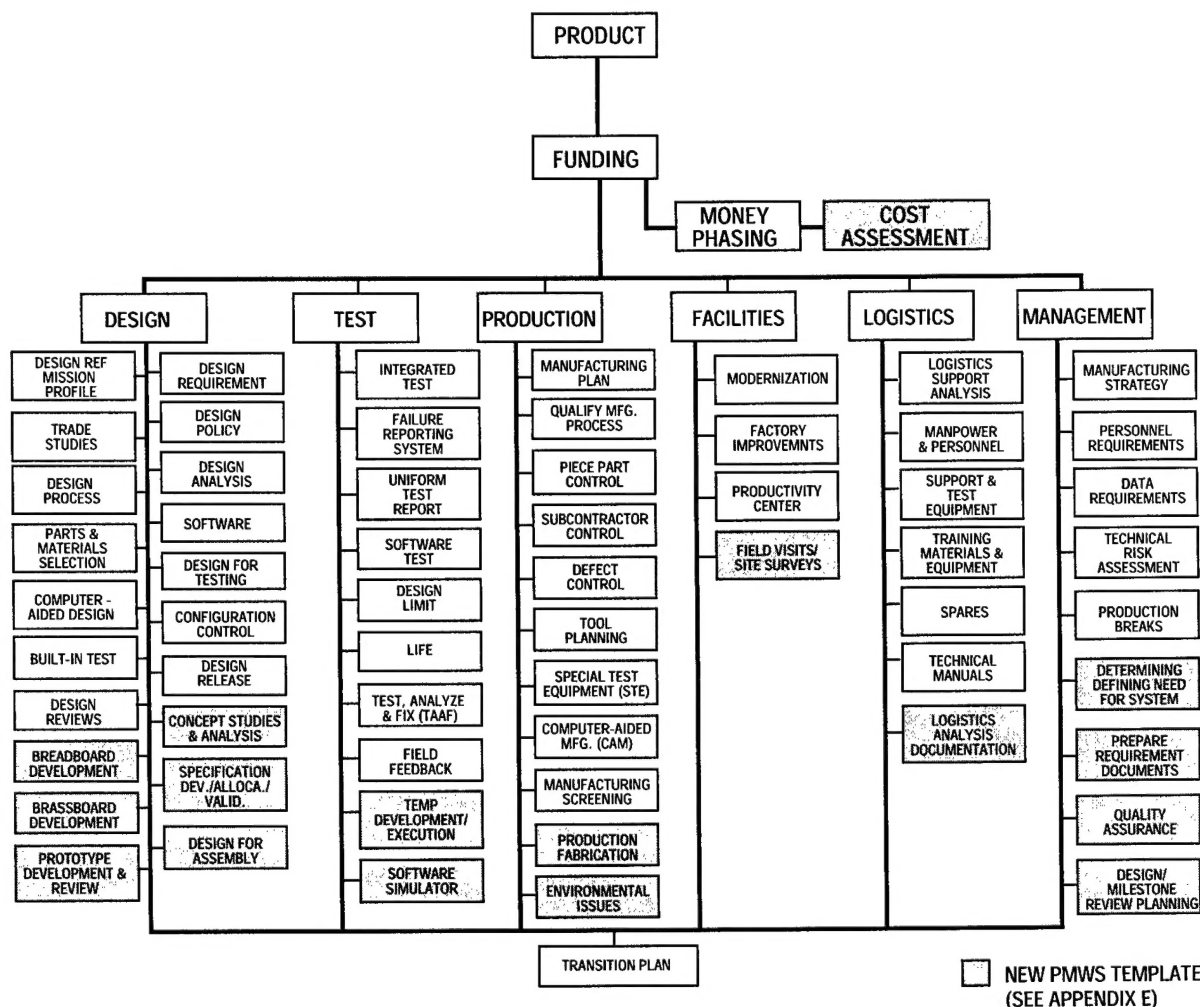 PRODUCT
FUNDING
MONEY
PHASING
COST
ASSESSMENT
DESIGN
TEST
PRODUCTION
FACILITIES
LOGISTICS
MANAGEMENT
DESIGN REF
MISSION
PROFILE
TRADE
STUDIES
DESIGN
PROCESS
PARTS &
MATERIALS
SELECTION
COMPUTER -
AIDED DESIGN
BUILT-IN TEST
DESIGN
REVIEWS
BREADBOARD
DEVELOPMENT
BRASSBOARD
DEVELOPMENT
PROTOTYPE
DEVELOPMENT &
REVIEW
DESIGN
REQUIREMENT
DESIGN
POLICY
DESIGN
ANALYSIS
SOFTWARE
DESIGN FOR
TESTING
CONFIGURATION
CONTROL
DESIGN
RELEASE
CONCEPT STUDIES
& ANALYSIS
SPECIFICATION
DEV./ALLOCA./
VALID.
DESIGN FOR
ASSEMBLY
INTEGRATED
TEST
FAILURE
REPORTING
SYSTEM
UNIFORM
TEST
REPORT
SOFTWARE
TEST
DESIGN
LIMIT
LIFE
TEST, ANALYZE
& FIX (TAAF)
FIELD
FEEDBACK
TEMP
DEVELOPMENT/
EXECUTION
SOFTWARE
SIMULATOR
MANUFACTURING
PLAN
QUALIFY MFG.
PROCESS
PIECE PART
CONTROL
SUBCONTRACTOR
CONTROL
DEFECT
CONTROL
TOOL
PLANNING
SPECIAL TEST
EQUIPMENT (STE)
COMPUTER-AIDED
MFG. (CAM)
MANUFACTURING
SCREENING
PRODUCTION
FABRICATION
ENVIRONMENTAL
ISSUES
MODERNIZATION
FACTORY
IMPROVEMNTS
PRODUCTIVITY
CENTER
FIELD VISITS/
SITE SURVEYS
LOGISTICS
SUPPORT
ANALYSIS
MANPOWER
& PERSONNEL
SUPPORT &
TEST
EQUIPMENT
TRAINING
MATERIALS &
EQUIPMENT
SPARES
TECHNICAL
MANUALS
LOGISTICS
ANALYSIS
DOCUMENTATION
MANUFACTURING
STRATEGY
PERSONNEL
REQUIREMENTS
DATA
REQUIREMENTS
TECHNICAL
RISK
ASSESSMENT
PRODUCTION
BREAKS
DETERMINING
DEFINING NEED
FOR SYSTEM
PREPARE
REQUIREMENT
DOCUMENTS
QUALITY
ASSURANCE
DESIGN/
MILESTONE
REVIEW PLANNING
TRANSITION PLAN
NEW PMWS TEMPLATE
(SEE APPENDIX E)